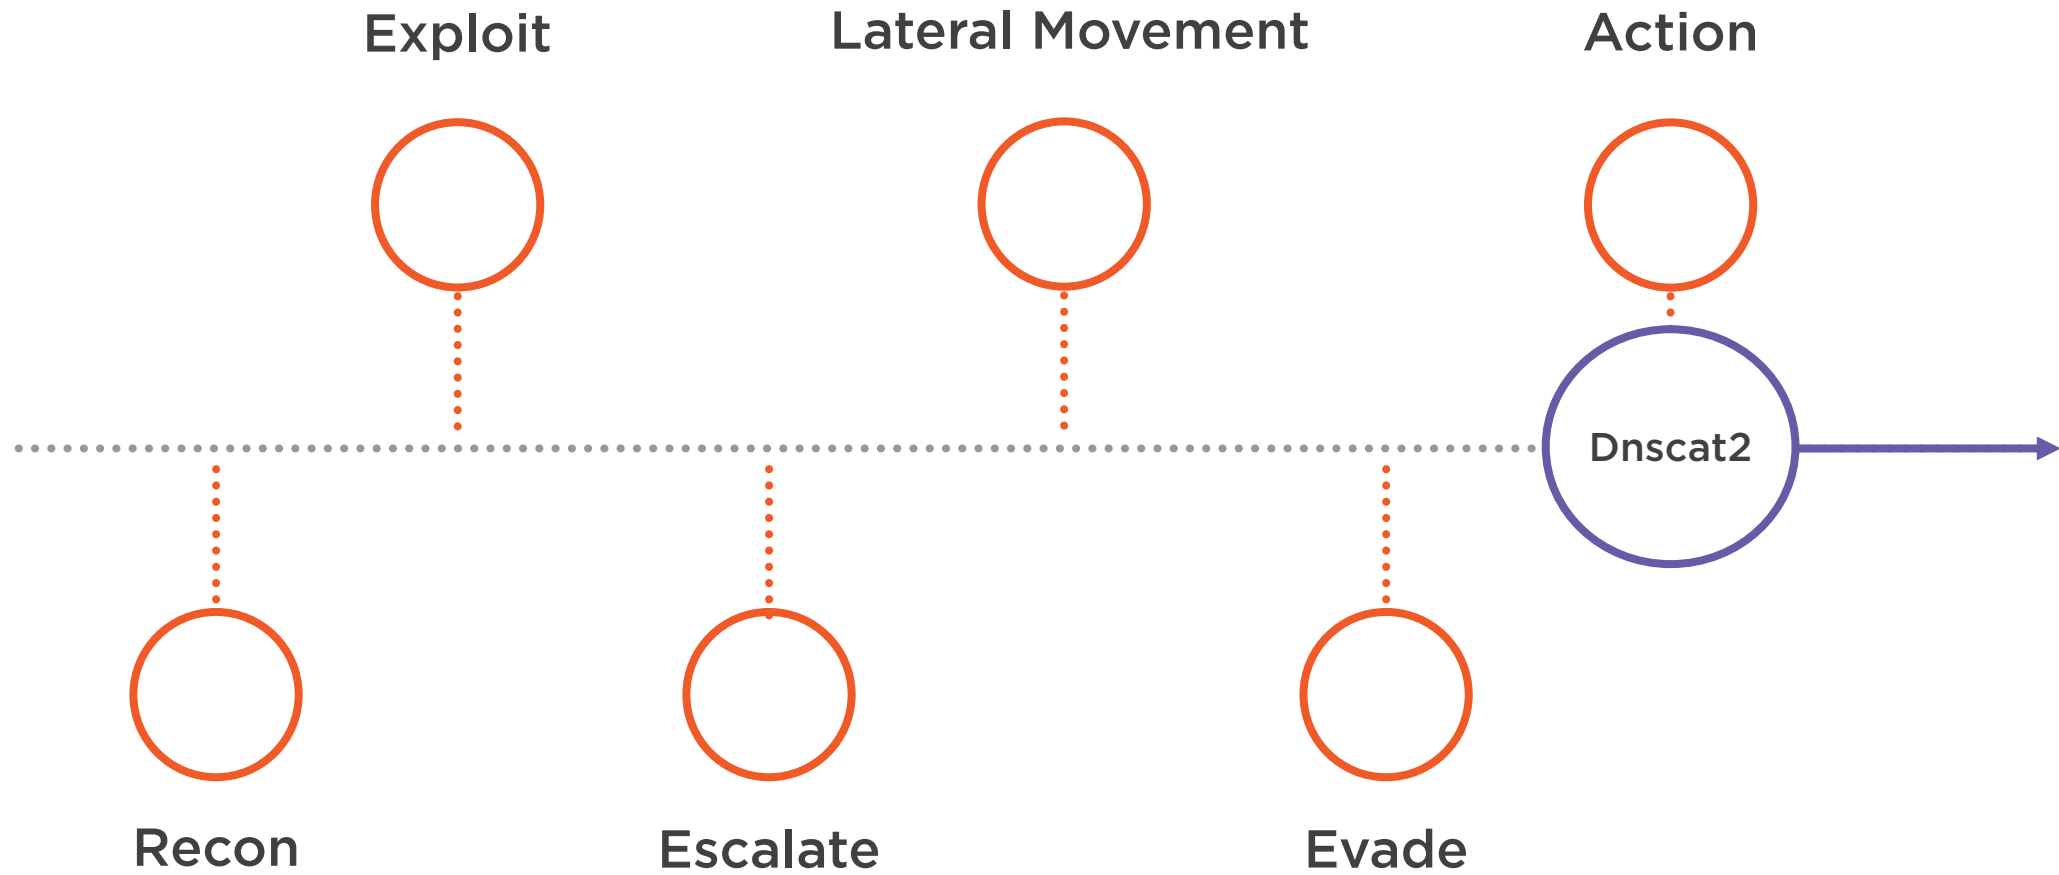 Exploit
Lateral Movement
Action
Dnscat2
Recon
Escalate
Evade